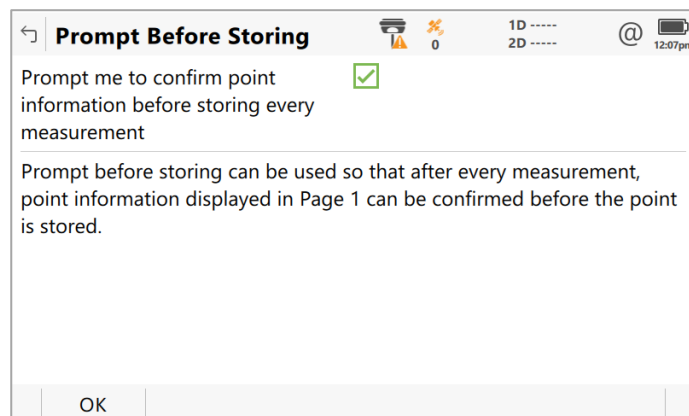 Prompt Before Storing
0
1D -----
2D -----
@
12:07pm
Prompt me to confirm point
information before storing every
measurement
Prompt before storing can be used so that after every measurement,
point information displayed in Page 1 can be confirmed before the point
is stored.
OK